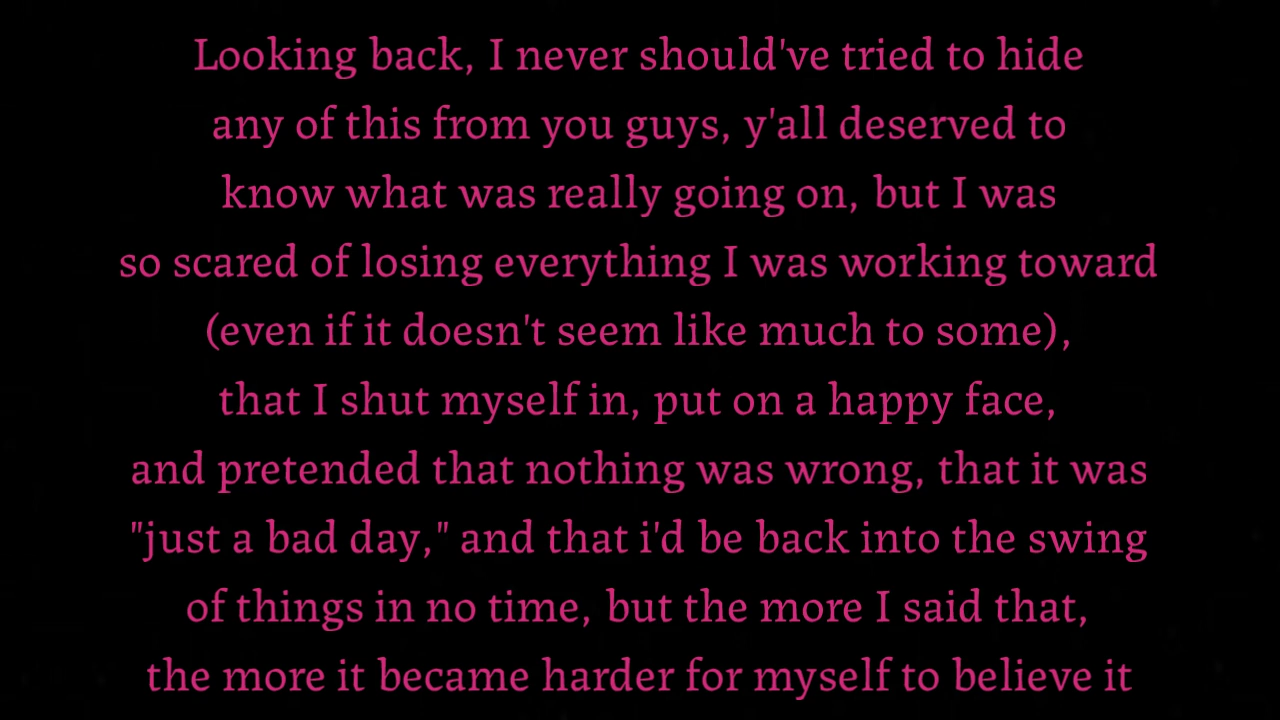 Looking back, I never should've tried to hide
any of this from you guys, y'all deserved to
know what was really going on, but I was
so scared of losing everything I was working toward
(even if it doesn't seem like much to some),
that I shut myself in, put on a happy face,
and pretended that nothing was wrong, that it was
"just a bad day," and that i'd be back into the swing
of things in no time, but the more I said that,
the more it became harder for myself to believe it